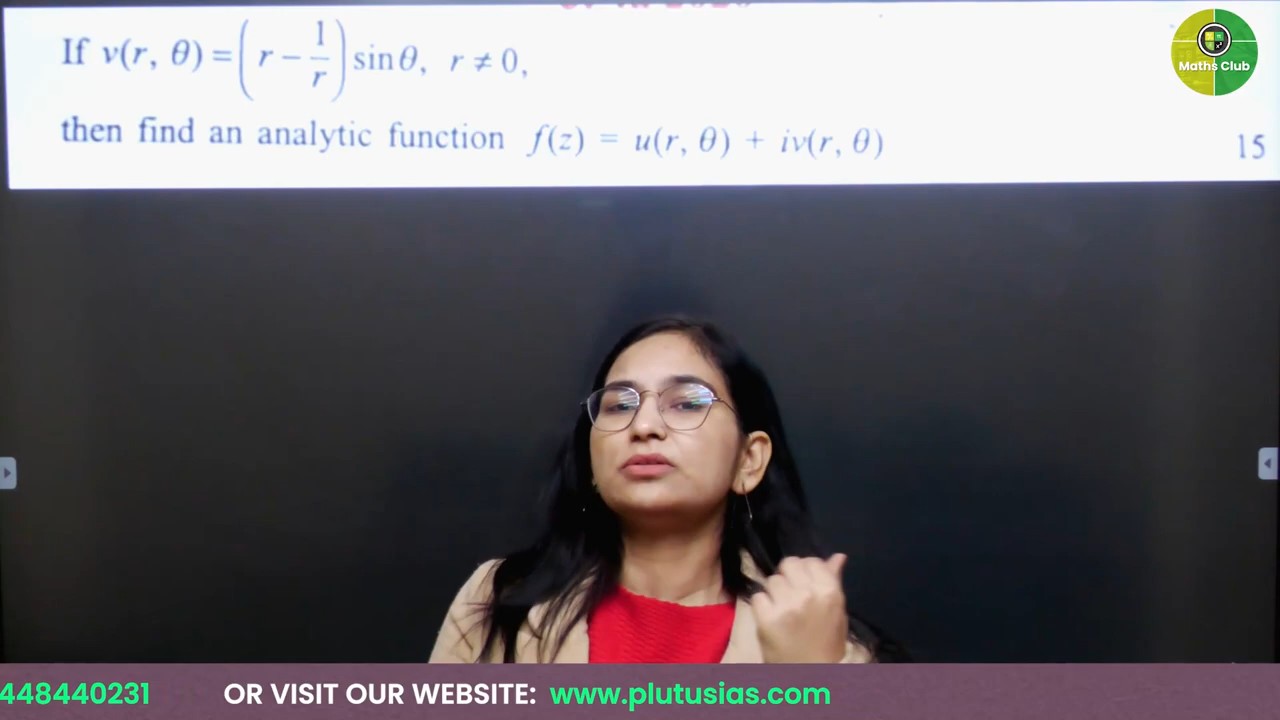 If v(r, θ) = (r − 1/r) sin θ, r ≠ 0,
then find an analytic function f(z) = u(r, θ) + iv(r, θ)
15
Maths Club
448440231 OR VISIT OUR WEBSITE: www.plutusias.com